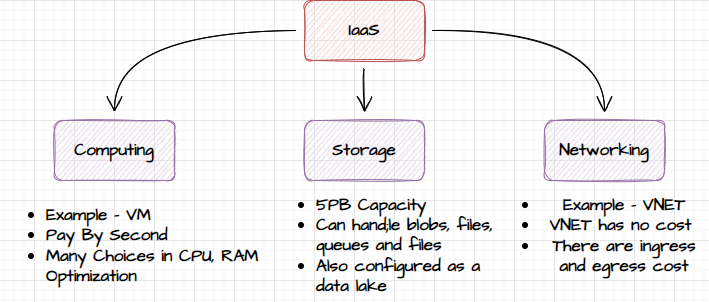 IaaS
Computing
Storage
Networking
• Example - VM
• Pay By Second
• Many Choices in CPU, RAM
Optimization
• 5PB Capacity
• Can hand;le blobs, files,
queues and files
• Also configured as a
data lake
• Example - VNET
• VNET has no cost
• There are ingress
and egress cost